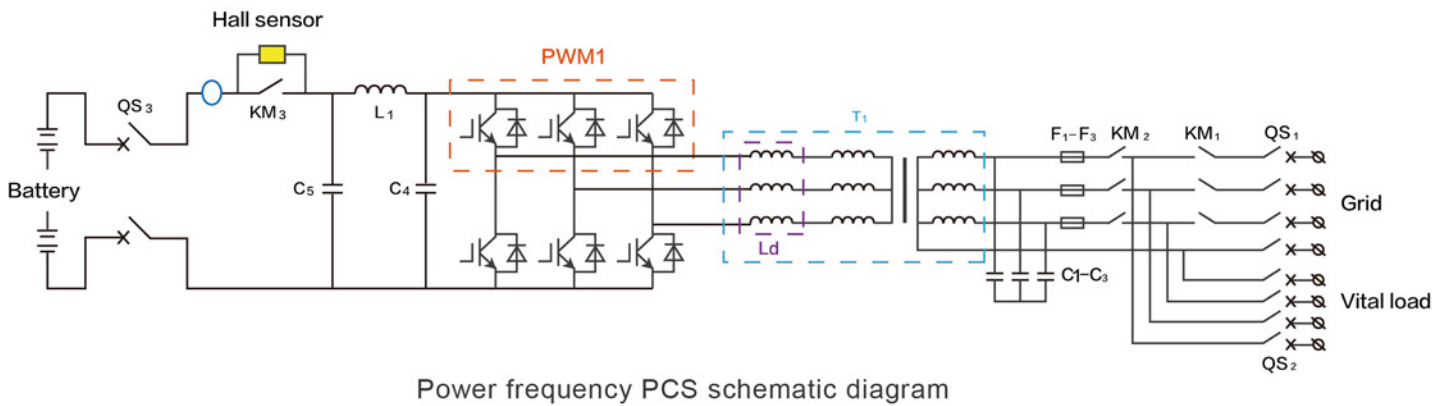 Hall sensor
PWM1
QS3
KM3
L1
T1
F1-F3
KM2
KM1
QS1
Battery
C5
C4
Grid
Ld
C1-C3
Vital load
QS2
Power frequency PCS schematic diagram